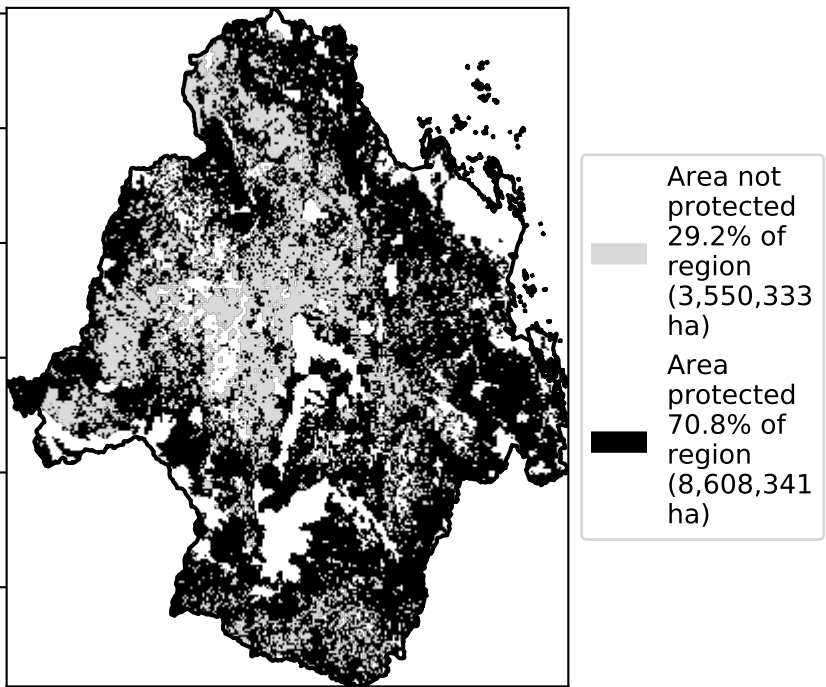 Area not
protected
29.2% of
region
(3,550,333
ha)
Area
protected
70.8% of
region
(8,608,341
ha)